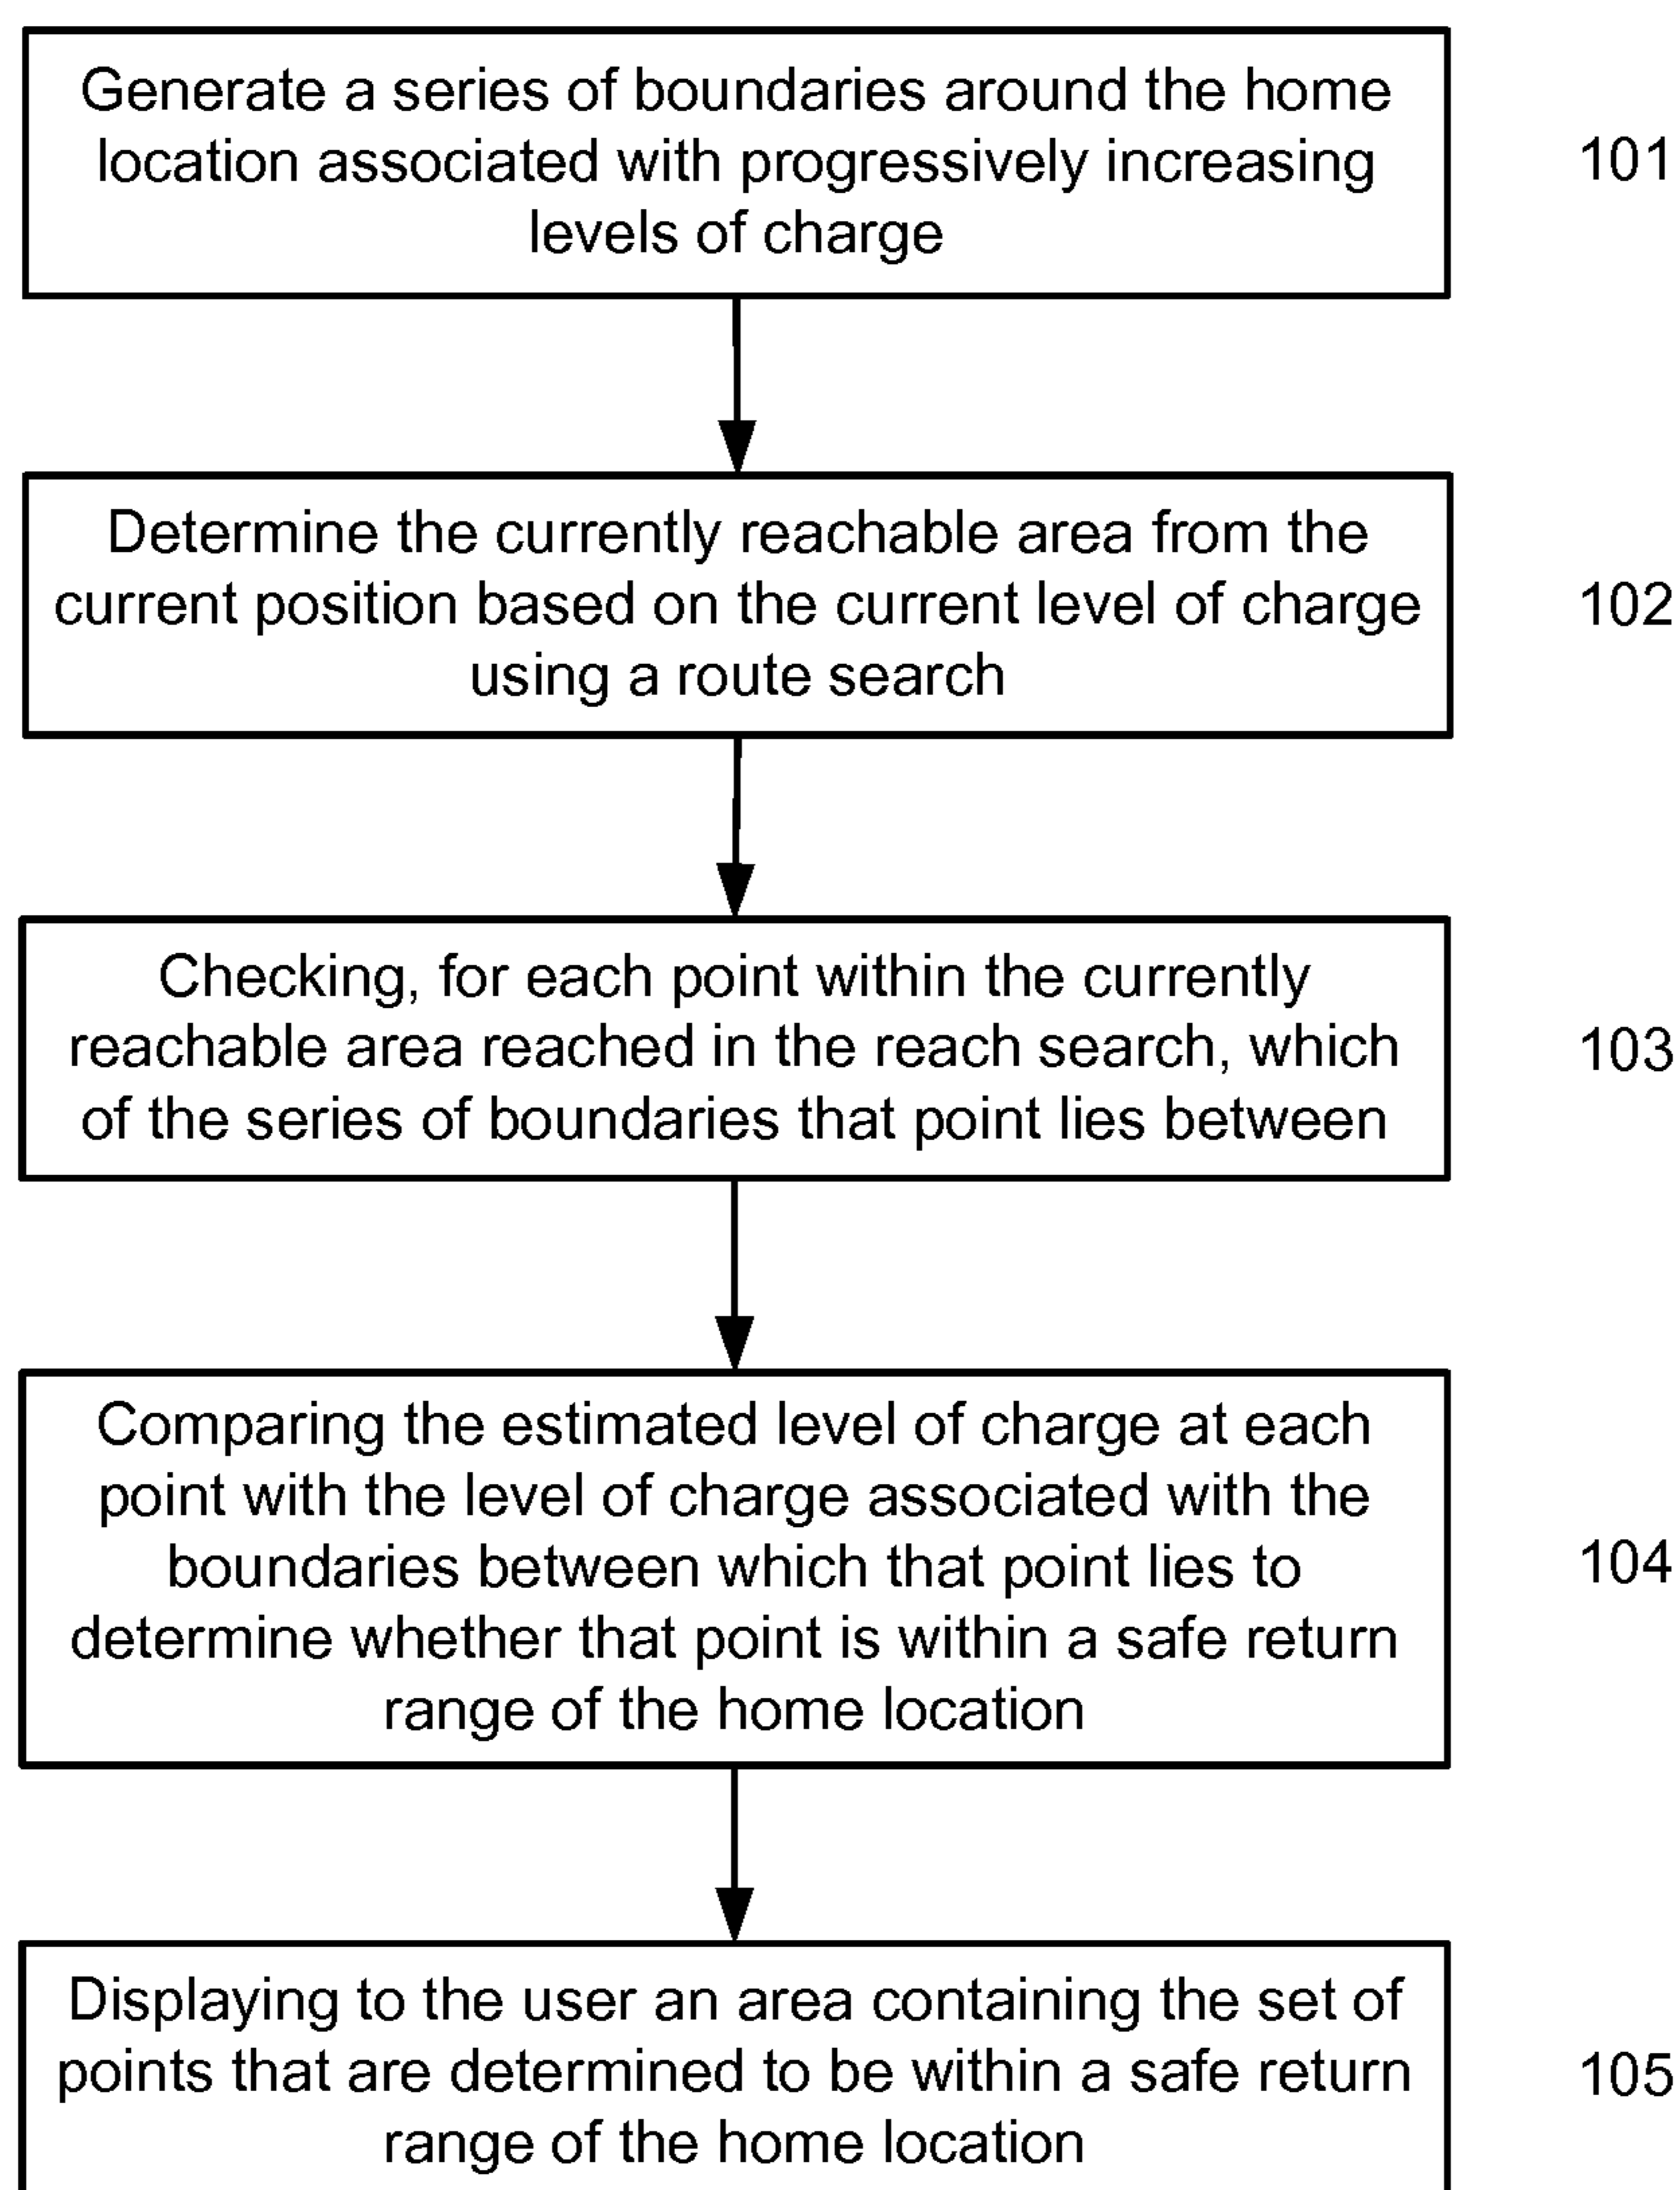 Generate a series of boundaries around the home
location associated with progressively increasing
levels of charge
101
Determine the currently reachable area from the
current position based on the current level of charge
using a route search
102
Checking, for each point within the currently
reachable area reached in the reach search, which
of the series of boundaries that point lies between
103
Comparing the estimated level of charge at each
point with the level of charge associated with the
boundaries between which that point lies to
determine whether that point is within a safe return
range of the home location
104
Displaying to the user an area containing the set of
points that are determined to be within a safe return
range of the home location
105